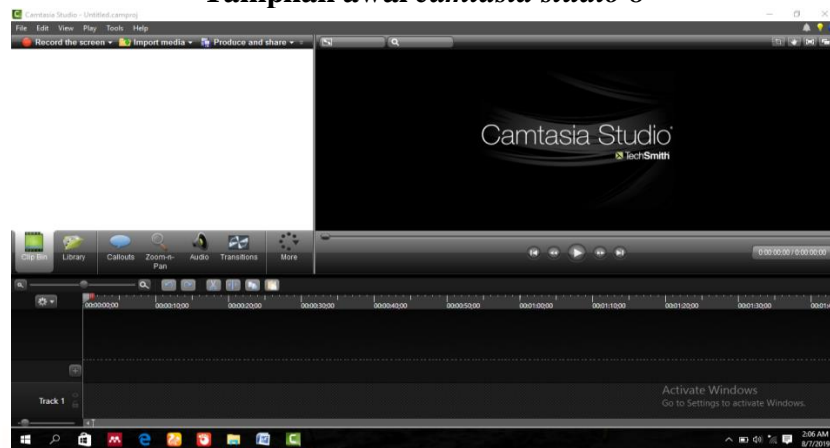 Tampilan awal camtasia studio 8
Camtasia Studio - Untitled.camproj
File Edit View Play Tools Help
Record the screen Import media Produce and share
Camtasia Studio
TechSmith
Clip Bin Library Callouts Zoom-n-Pan Audio Transitions More
0:00:00;00 / 0:00:00;00
00:00:00;00 00:00:10;00 00:00:20;00 00:00:30;00 00:00:40;00 00:00:50;00 00:01:00;00 00:01:10;00 00:01:20;00 00:01:30;00
Track 1
Activate Windows
Go to Settings to activate Windows.
2:06 AM
8/7/2019